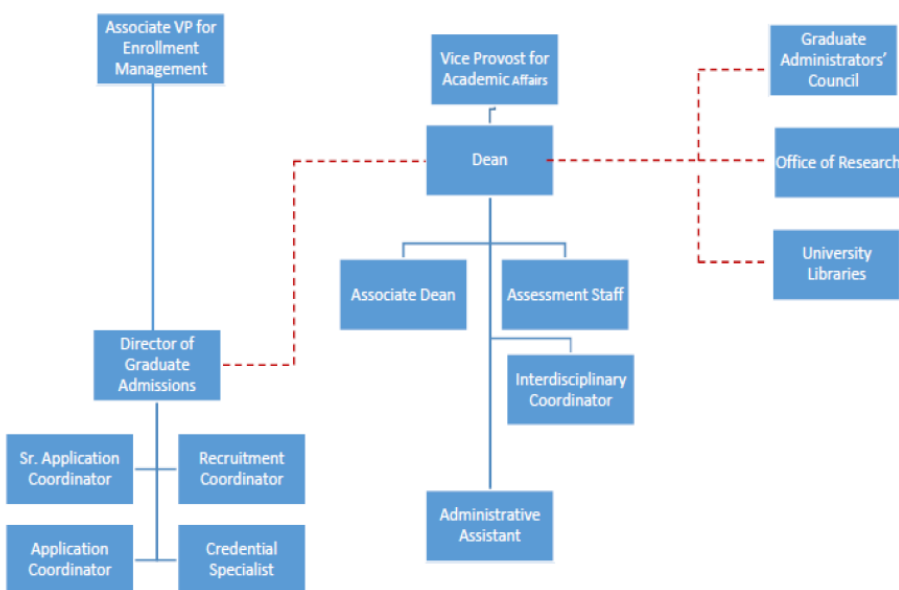 Associate VP for
Enrollment
Management
Vice Provost for
Academic Affairs
Graduate
Administrators'
Council
Dean
Office of Research
University
Libraries
Associate Dean
Assessment Staff
Director of
Graduate
Admissions
Interdisciplinary
Coordinator
Sr. Application
Coordinator
Recruitment
Coordinator
Administrative
Assistant
Application
Coordinator
Credential
Specialist